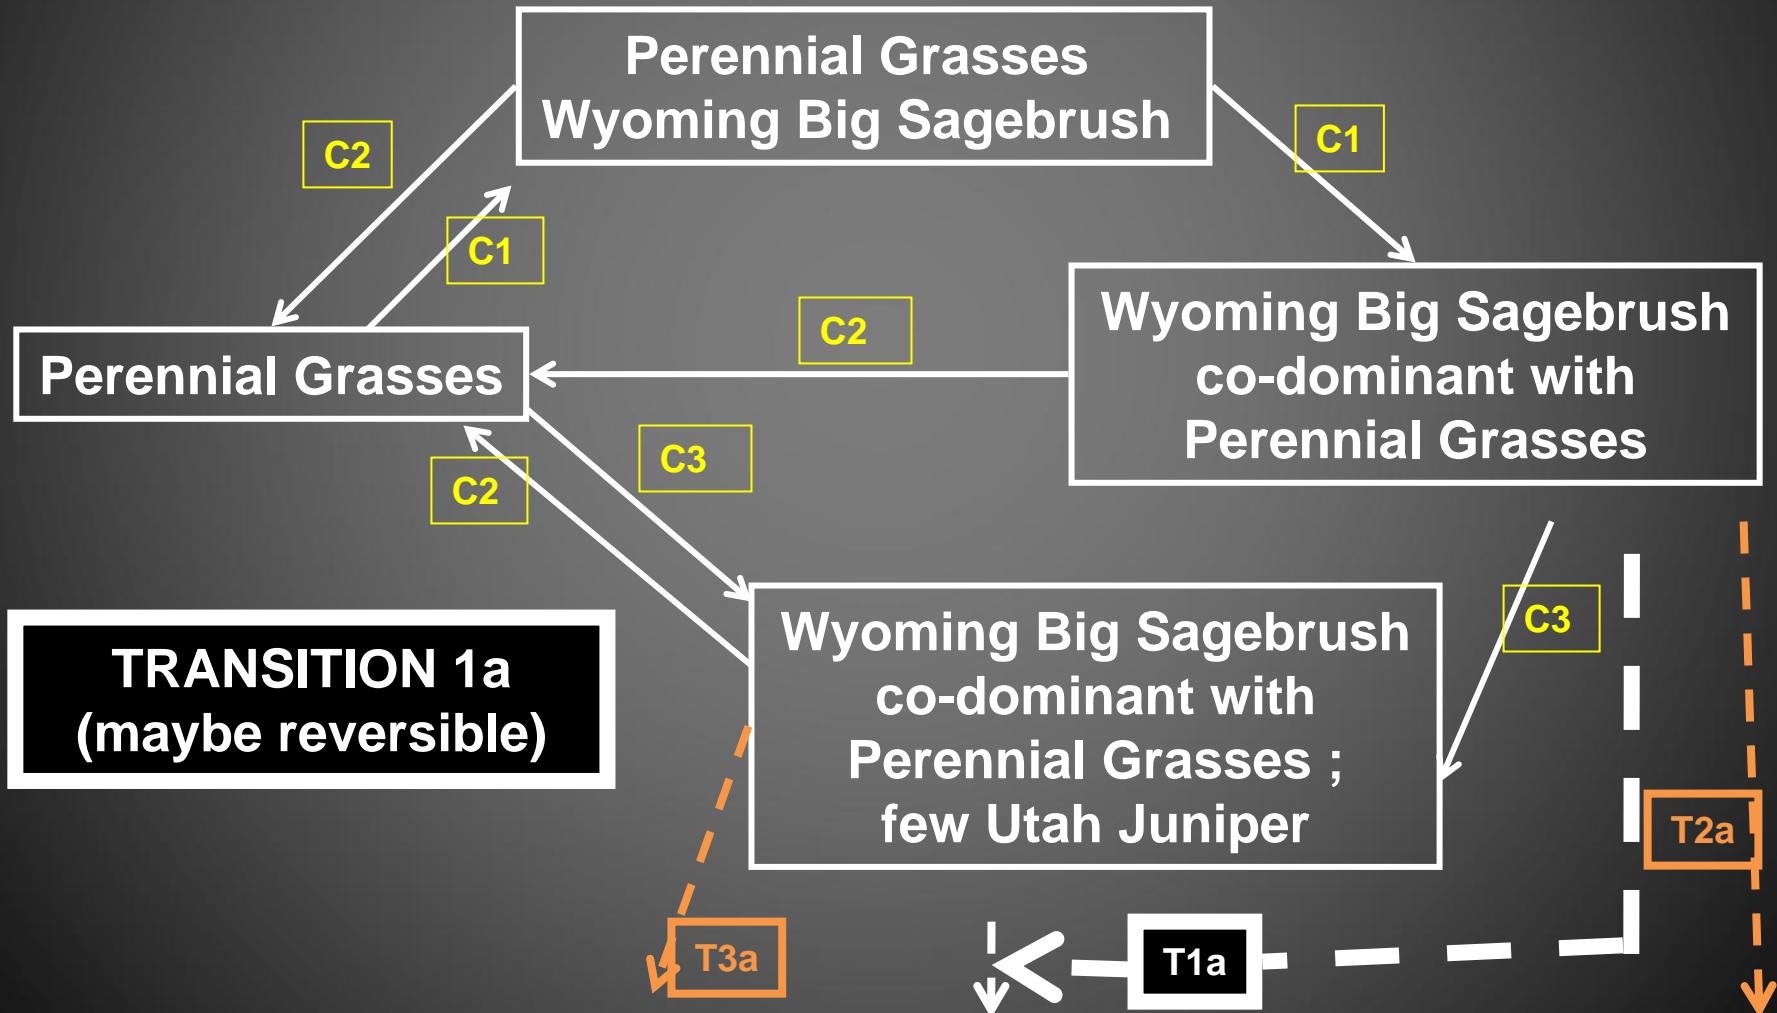 Perennial Grasses
Wyoming Big Sagebrush
C2
C1
C1
Perennial Grasses
C2
Wyoming Big Sagebrush
co-dominant with
Perennial Grasses
C3
C2
TRANSITION 1a
(maybe reversible)
Wyoming Big Sagebrush
co-dominant with
Perennial Grasses ;
few Utah Juniper
C3
T2a
T3a
T1a